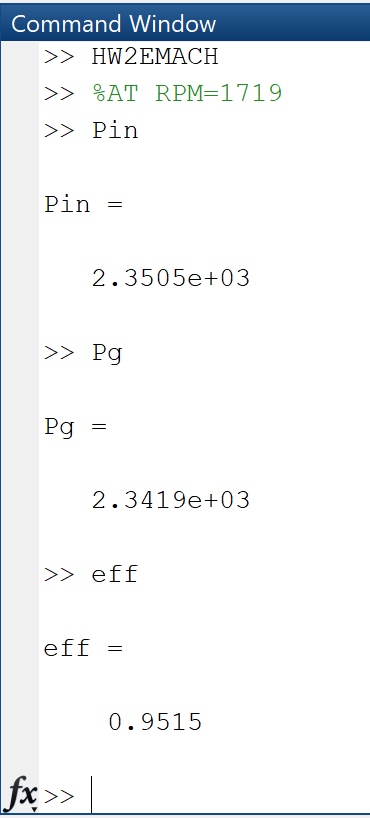 Command Window
>> HW2EMACH
>> %AT RPM=1719
>> Pin
Pin =
2.3505e+03
>> Pg
Pg =
2.3419e+03
>> eff
eff =
0.9515
fx >>